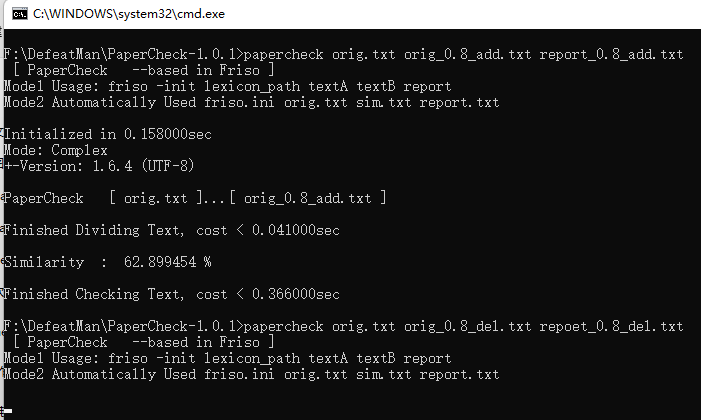 C:\WINDOWS\system32\cmd.exe
F:\DefeatMan\PaperCheck-1.0.1>papercheck orig.txt orig_0.8_add.txt report_0.8_add.txt
[ PaperCheck   --based in Friso ]
Mode1 Usage: friso -init lexicon_path textA textB report
Mode2 Automatically Used friso.ini orig.txt sim.txt report.txt
Initialized in 0.158000sec
Mode: Complex
+-Version: 1.6.4 (UTF-8)
PaperCheck   [ orig.txt ]...[ orig_0.8_add.txt ]
Finished Dividing Text, cost < 0.041000sec
Similarity  :  62.899454 %
Finished Checking Text, cost < 0.366000sec
F:\DefeatMan\PaperCheck-1.0.1>papercheck orig.txt orig_0.8_del.txt repoet_0.8_del.txt
[ PaperCheck   --based in Friso ]
Mode1 Usage: friso -init lexicon_path textA textB report
Mode2 Automatically Used friso.ini orig.txt sim.txt report.txt